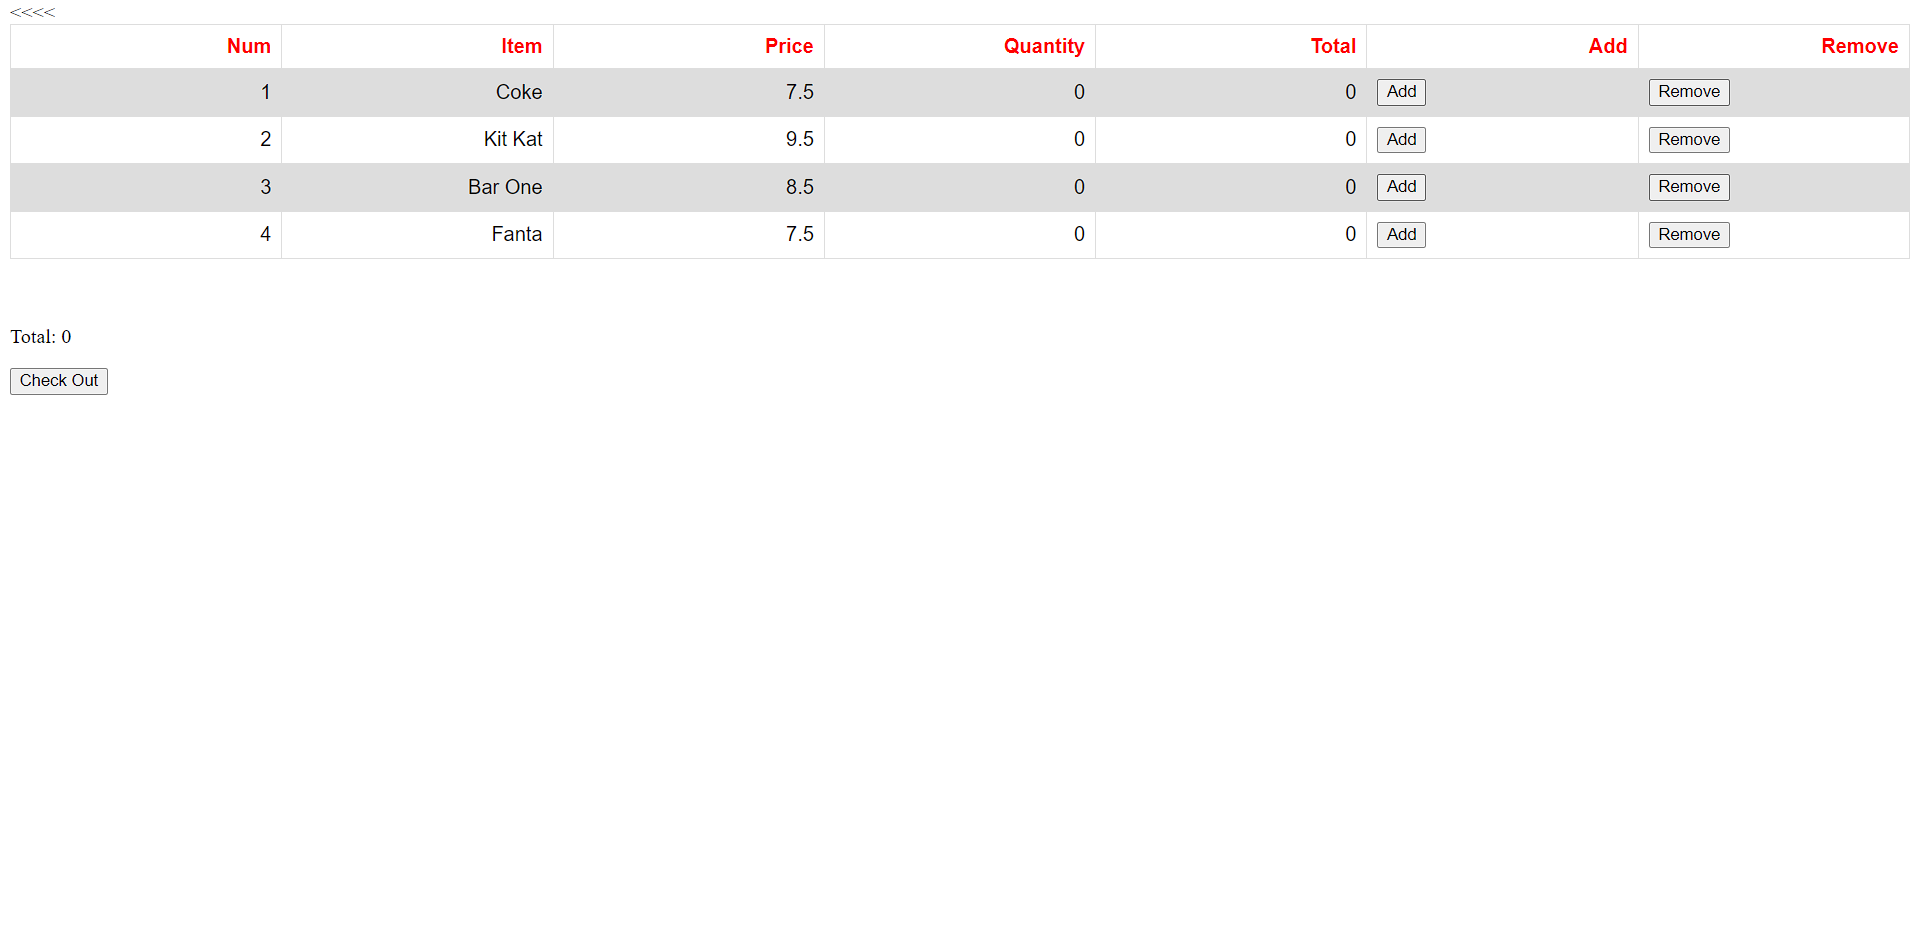 <<<<
Num Item Price Quantity Total Add Remove
1 Coke 7.5 0 0 Add Remove
2 Kit Kat 9.5 0 0 Add Remove
3 Bar One 8.5 0 0 Add Remove
4 Fanta 7.5 0 0 Add Remove
Total: 0
Check Out